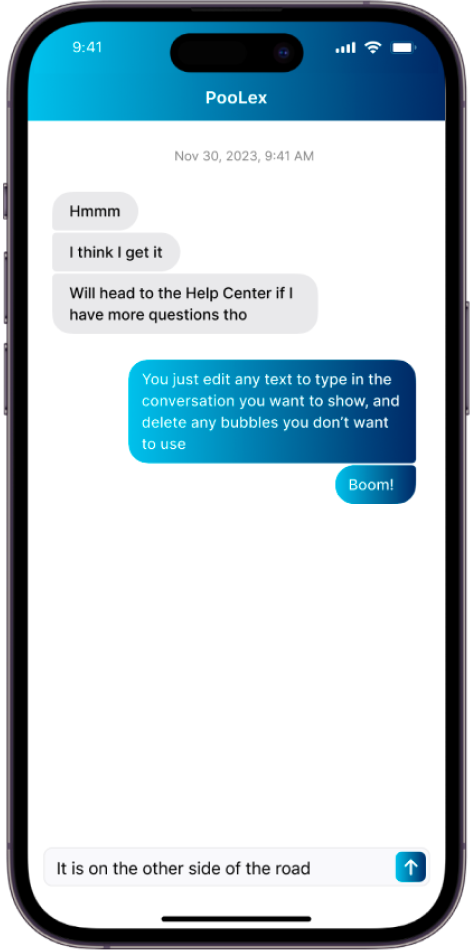 9:41
PooLex
Nov 30, 2023, 9:41 AM
Hmmm
I think I get it
Will head to the Help Center if I
have more questions tho
You just edit any text to type in the
conversation you want to show, and
delete any bubbles you don’t want
to use
Boom!
It is on the other side of the road